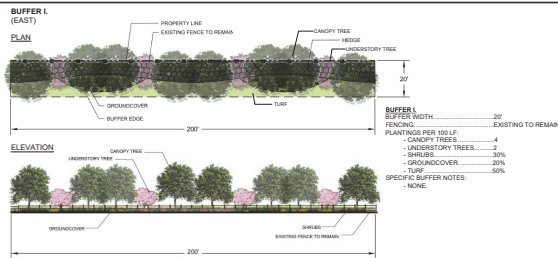 BUFFER I.
(EAST)
PLAN
PROPERTY LINE
EXISTING FENCE TO REMAIN
CANOPY TREE
HEDGE
UNDERSTORY TREE
20'
GROUNDCOVER
BUFFER EDGE
TURF
200'
BUFFER I.
BUFFER WIDTH..............................20'
FENCING.......................................EXISTING TO REMAIN
PLANTINGS PER 100 LF:
- CANOPY TREES...................4
- UNDERSTORY TREES.........2
- SHRUBS..............................30%
- GROUNDCOVER.................20%
- TURF...................................50%
SPECIFIC BUFFER NOTES:
- NONE.
ELEVATION
CANOPY TREE
UNDERSTORY TREE
GROUNDCOVER
SHRUBS
EXISTING FENCE TO REMAIN
200'